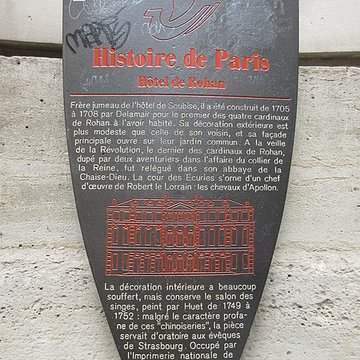 Histoire de Paris
Hotel de Rohan
Frère jumeau de l'hôtel de Soubise, il a été construit de 1705
à 1708 par Delamair pour le premier des quatre cardinaux
de Rohan à l'avoir habité. Sa décoration extérieure est
plus modeste que celle de son voisin, et sa façade
principale ouvre sur leur jardin commun. A la veille
de la Révolution, le dernier des cardinaux de Rohan,
dupé par deux aventuriers dans l'affaire du collier de
la Reine, fut relégué dans son abbaye de la
Chaise-Dieu. La cour des Ecuries s'orne d'un chef
d'œuvre de Robert le Lorrain : les chevaux d'Apollon.
La décoration intérieure a beaucoup
souffert, mais conserve le salon des
singes, peint par Huet de 1749 à
1752 : malgré le caractère profa-
ne de ces "chinoiseries", la pièce
servait d'oratoire aux évêques
de Strasbourg. Occupé par
l'Imprimerie nationale de